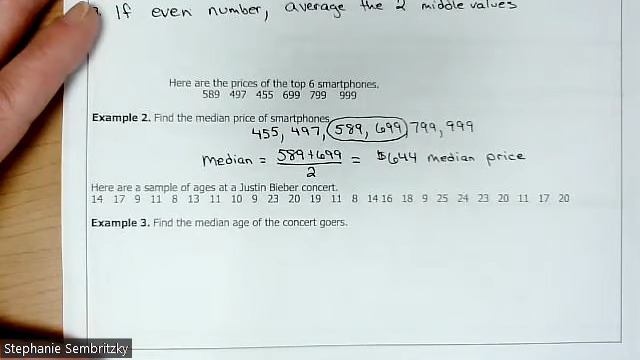 If even number, average the 2 middle values
Here are the prices of the top 6 smartphones.
589 497 455 699 799 999
Example 2. Find the median price of smartphones.
455, 497, 589, 699, 799, 999
median = 589+699 / 2 = $644 median price
Here are a sample of ages at a Justin Bieber concert.
14 17 9 11 8 13 11 10 9 23 20 19 11 8 14 16 18 9 25 24 23 20 11 17 20
Example 3. Find the median age of the concert goers.
Stephanie Sembritzky